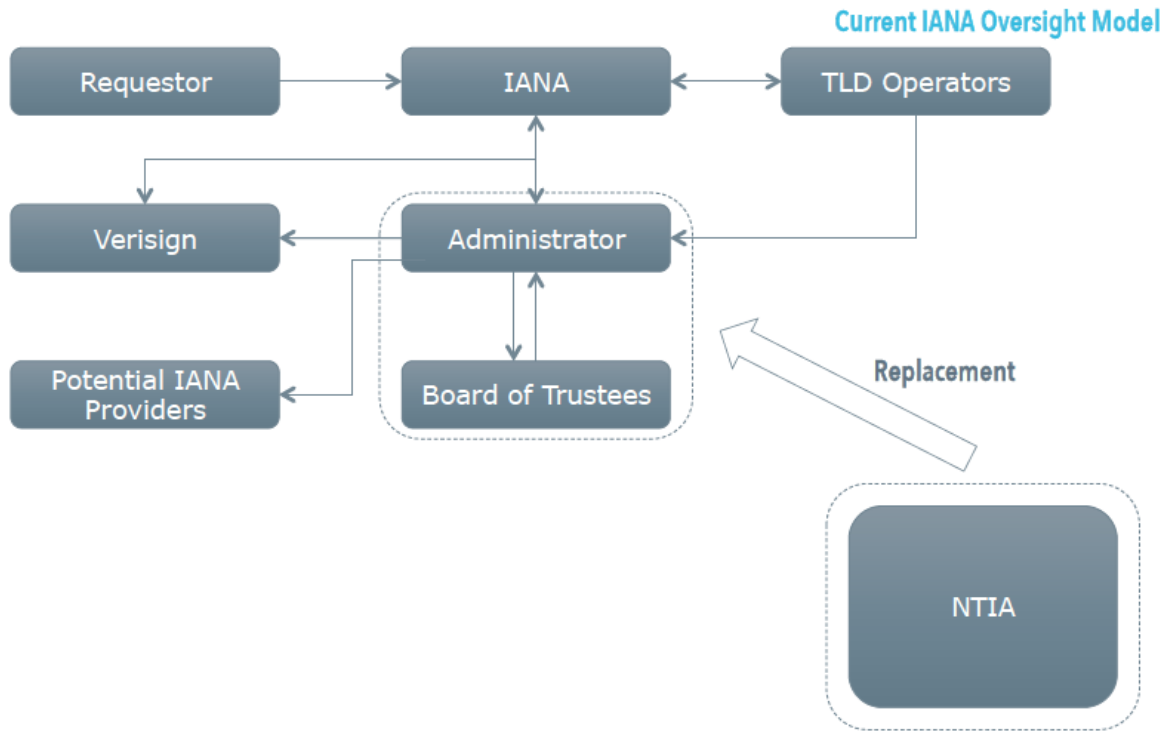 Current IANA Oversight Model
Requestor
IANA
TLD Operators
Verisign
Administrator
Potential IANA
Providers
Board of Trustees
Replacement
NTIA